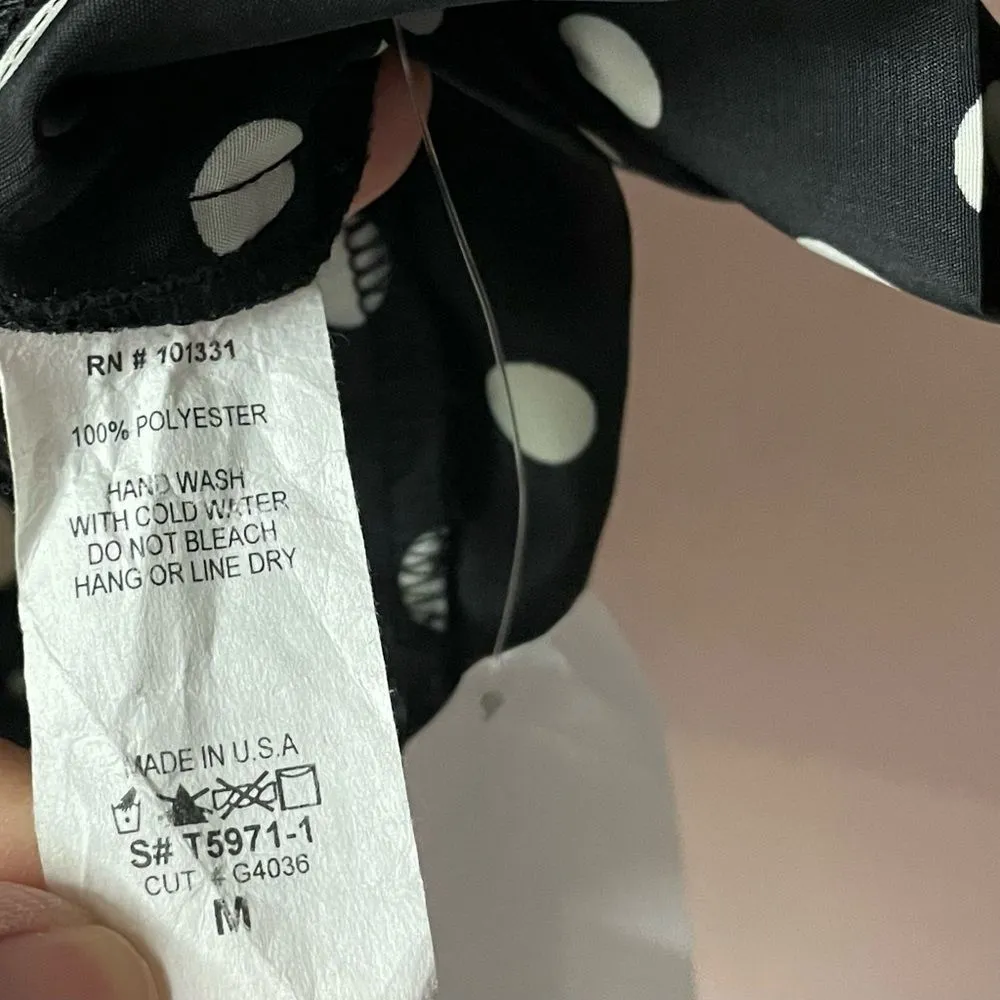 RN # 101331
100% POLYESTER
HAND WASH
WITH COLD WATER
DO NOT BLEACH
HANG OR LINE DRY
MADE IN U.S.A
S# T5971-1
CUT # G4036
M